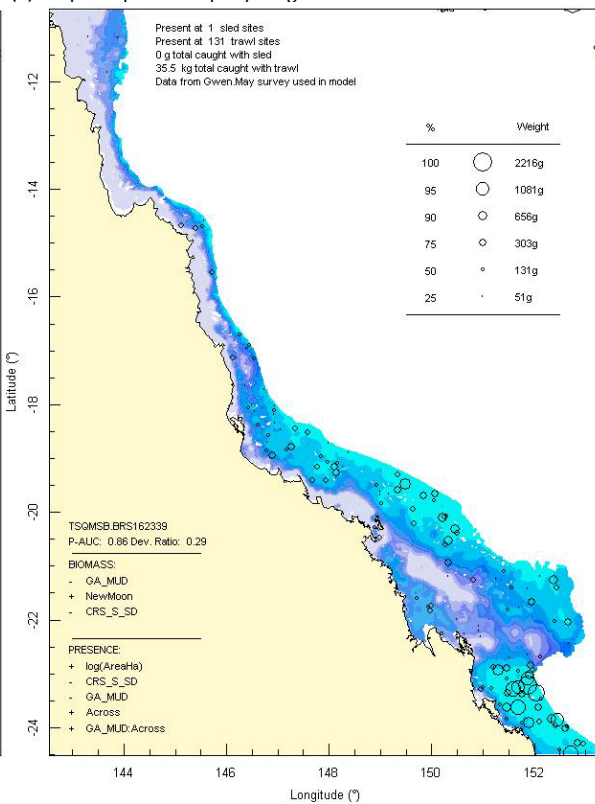 Present at 1 sled sites
Present at 131 trawl sites
0 g total caught with sled
35.5 kg total caught with trawl
Data from Gwen.May survey used in model
% Weight
100 2216g
95 1081g
90 656g
75 303g
50 131g
25 51g
-12
-14
-16
-18
-20
-22
-24
Latitude (°)
TSQMSB.BRS162339
P-AUC: 0.86 Dev. Ratio: 0.29
BIOMASS:
- GA_MUD
+ NewMoon
- CRS_S_SD
PRESENCE:
+ log(AreaHa)
- CRS_S_SD
- GA_MUD
+ Across
+ GA_MUD:Across
144 146 148 150 152
Longitude (°)